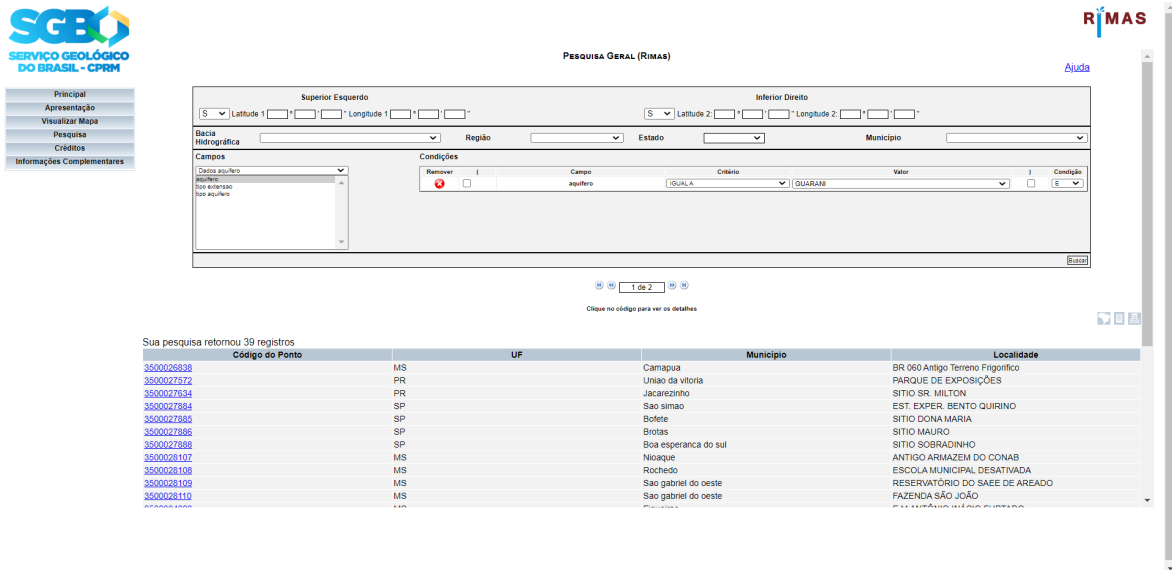 SGB
SERVIÇO GEOLÓGICO
DO BRASIL - CPRM
RIMAS
PESQUISA GERAL (RIMAS)
Ajuda
Principal
Apresentação
Visualizar Mapa
Pesquisa
Créditos
Informações Complementares
Superior Esquerdo Inferior Direito
S Latitude 1 º ' " Longitude 1 º ' " S Latitude 2: º ' " Longitude 2: º ' "
Bacia Hidrográfica Região Estado Município
Campos Condições
Dados aquifero
aquifero
tipo extensao
tipo aquifero
Remover ( Campo Critério Valor ) Condição
aquifero IGUAL A GUARANI E
Buscar
1 de 2
Clique no código para ver os detalhes
Sua pesquisa retornou 39 registros
Código do Ponto UF Município Localidade
3500026838 MS Camapua BR 060 Antigo Terreno Frigorifico
3500027572 PR Uniao da vitoria PARQUE DE EXPOSIÇÕES
3500027634 PR Jacarezinho SITIO SR. MILTON
3500027884 SP Sao simao EST. EXPER. BENTO QUIRINO
3500027885 SP Bofete SITIO DONA MARIA
3500027886 SP Brotas SITIO MAURO
3500027888 SP Boa esperanca do sul SITIO SOBRADINHO
3500028107 MS Nioaque ANTIGO ARMAZEM DO CONAB
3500028108 MS Rochedo ESCOLA MUNICIPAL DESATIVADA
3500028109 MS Sao gabriel do oeste RESERVATÓRIO DO SAEE DE AREADO
3500028110 MS Sao gabriel do oeste FAZENDA SÃO JOÃO
MS